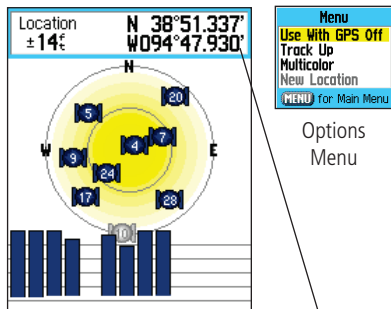 Location
N 38°51.337'
±14ft
W094°47.930'
N
20
5
7
4
W
E
9
24
17
28
10
Menu
Use With GPS Off
Track Up
Multicolor
New Location
MENU for Main Menu
Options
Menu